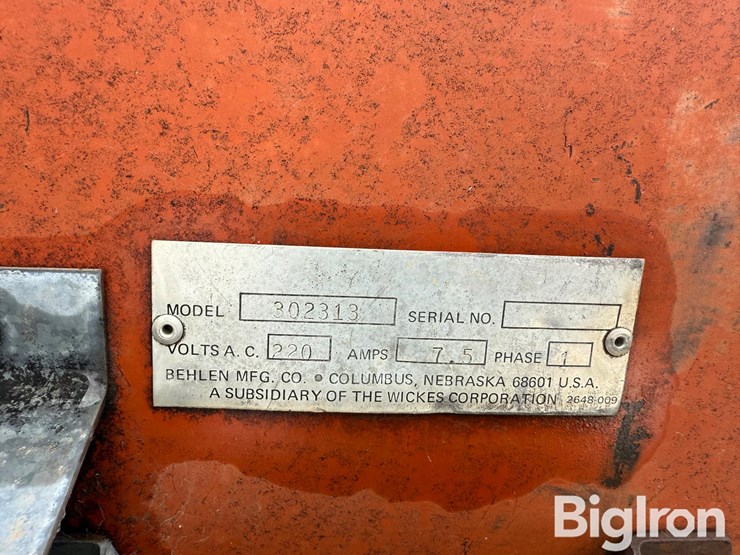 MODEL 302313 SERIAL NO.
VOLTS A. C. 220 AMPS 7.5 PHASE 1
BEHLEN MFG. CO. • COLUMBUS, NEBRASKA 68601 U.S.A.
A SUBSIDIARY OF THE WICKES CORPORATION 2648-009
BigIron